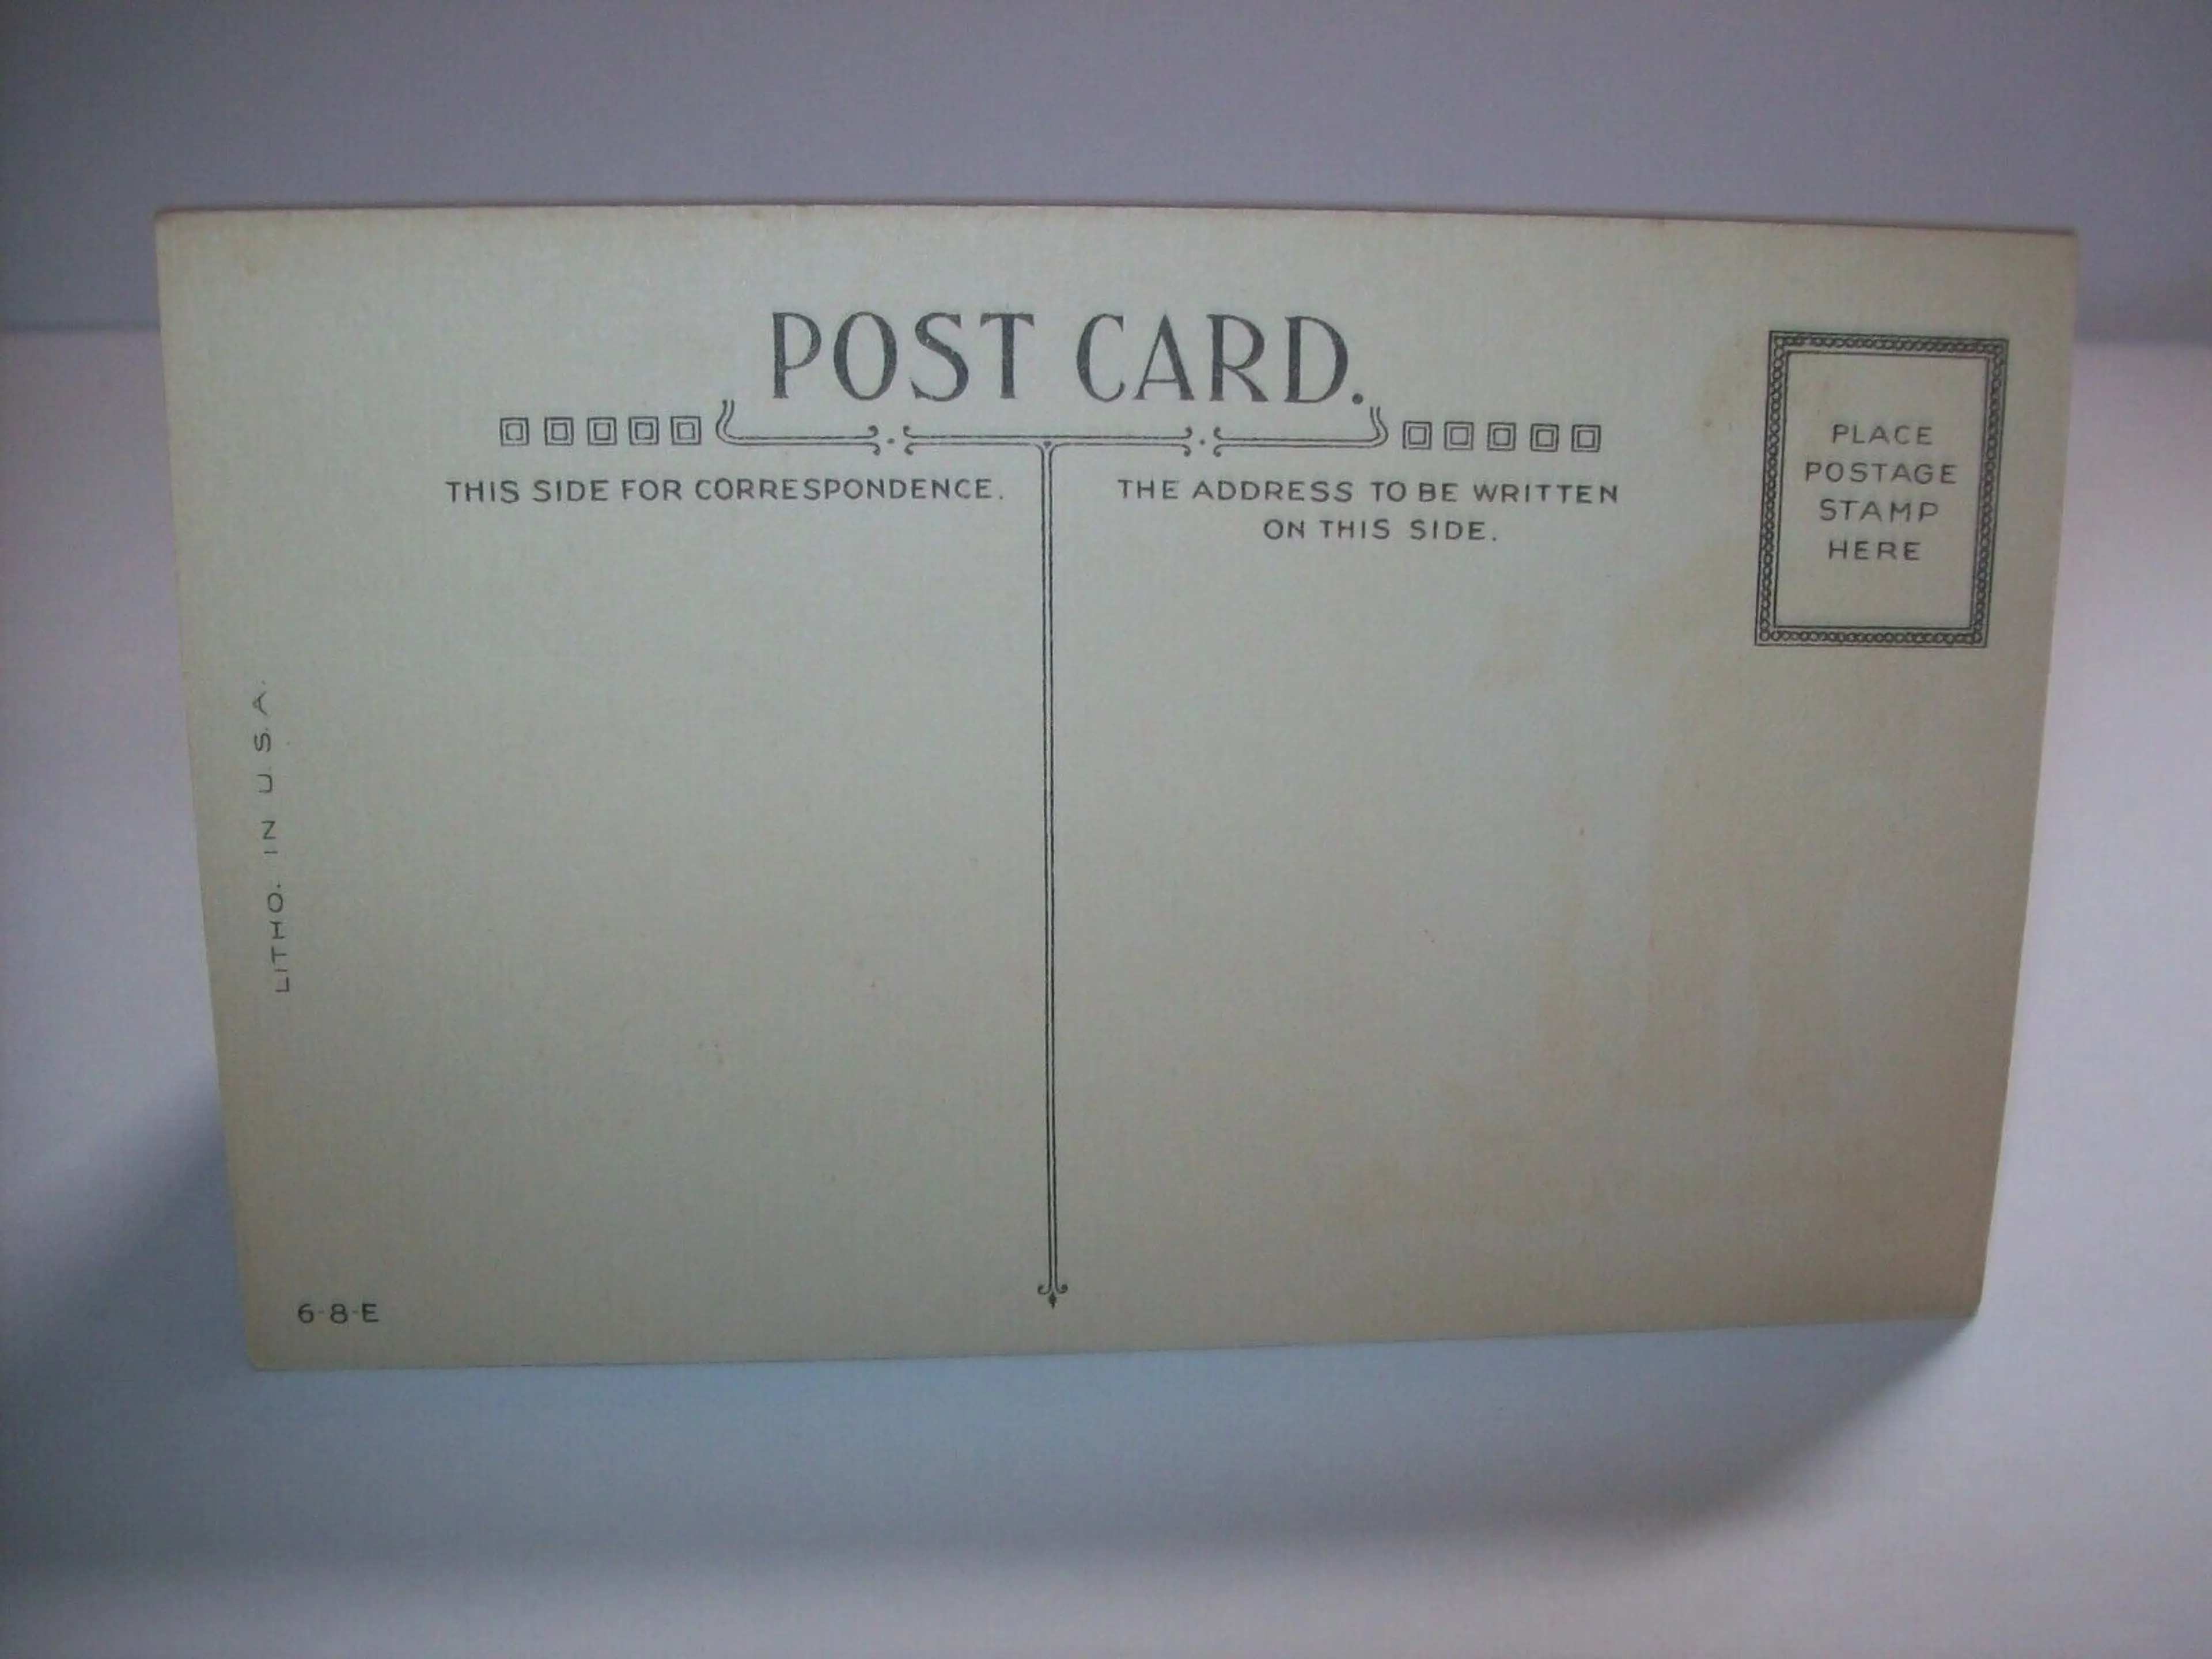 POST CARD.
THIS SIDE FOR CORRESPONDENCE.
THE ADDRESS TO BE WRITTEN
ON THIS SIDE.
PLACE
POSTAGE
STAMP
HERE
LITHO. IN U.S.A.
6-8-E